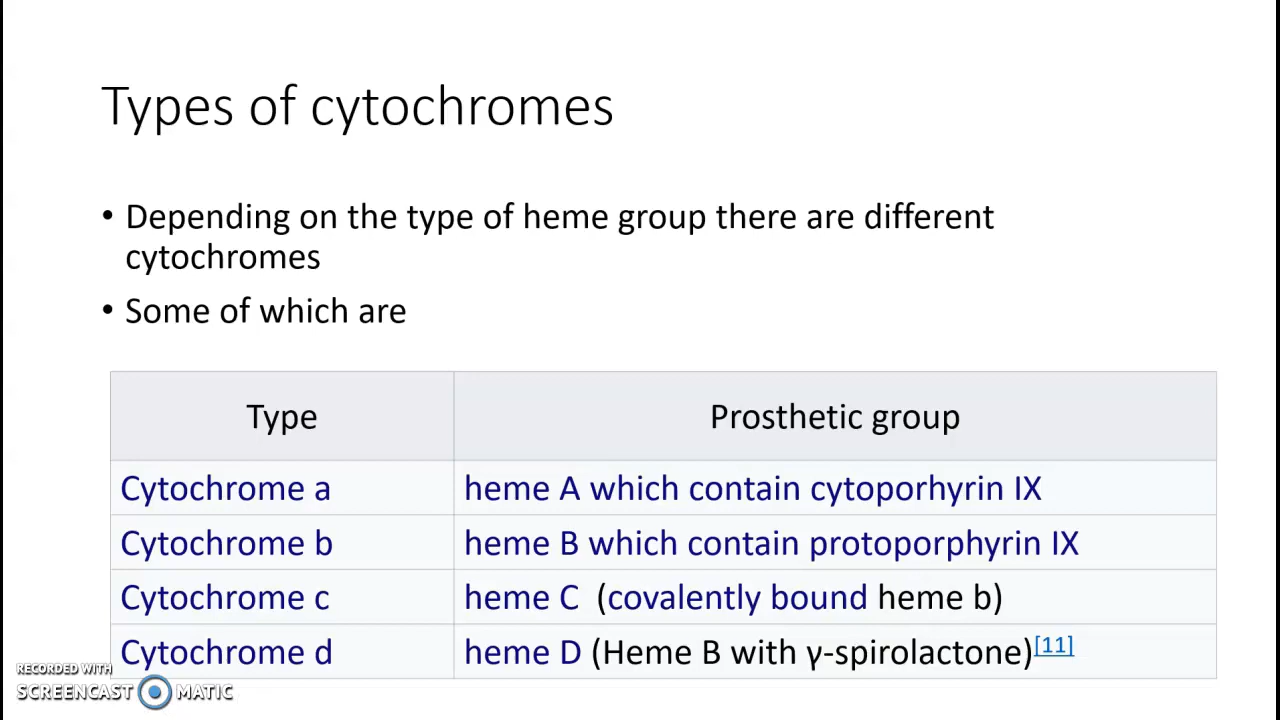 Types of cytochromes
• Depending on the type of heme group there are different
cytochromes
• Some of which are
Type Prosthetic group
Cytochrome a heme A which contain cytoporhyrin IX
Cytochrome b heme B which contain protoporphyrin IX
Cytochrome c heme C (covalently bound heme b)
Cytochrome d heme D (Heme B with γ-spirolactone)[11]
RECORDED WITH
SCREENCAST MATIC